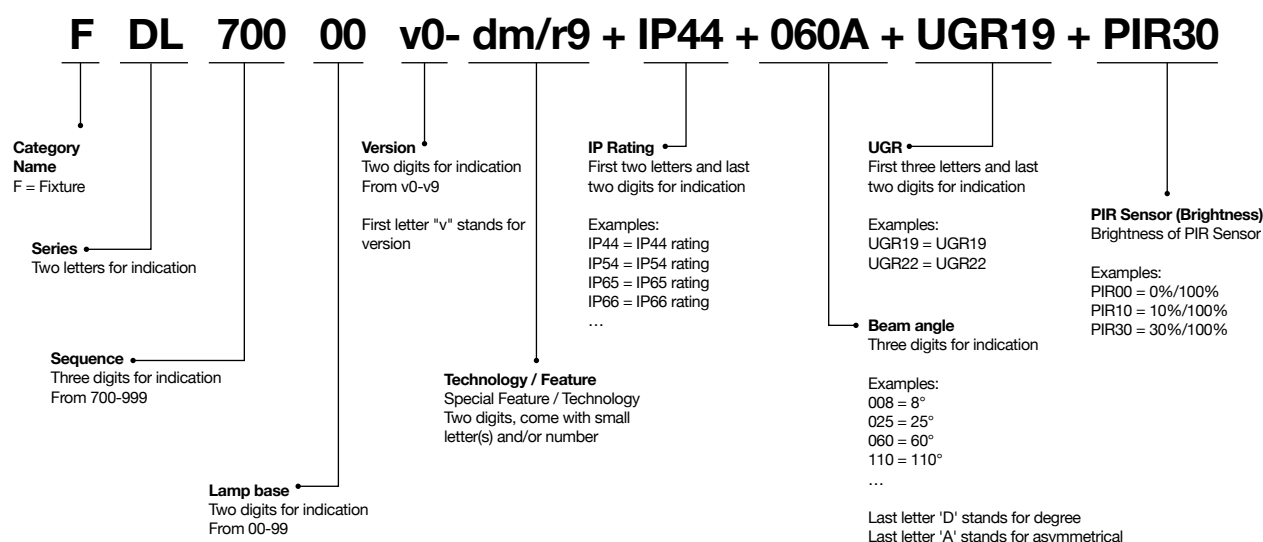 F DL 700 00 v0- dm/r9 + IP44 + 060A + UGR19 + PIR30
Category
Name
F = Fixture
Series
Two letters for indication
Sequence
Three digits for indication
From 700-999
Lamp base
Two digits for indication
From 00-99
Version
Two digits for indication
From v0-v9
First letter "v" stands for
version
Technology / Feature
Special Feature / Technology
Two digits, come with small
letter(s) and/or number
IP Rating
First two letters and last
two digits for indication
Examples:
IP44 = IP44 rating
IP54 = IP54 rating
IP65 = IP65 rating
IP66 = IP66 rating
…
UGR
First three letters and last
two digits for indication
Examples:
UGR19 = UGR19
UGR22 = UGR22
Beam angle
Three digits for indication
Examples:
008 = 8°
025 = 25°
060 = 60°
110 = 110°
…
Last letter 'D' stands for degree
Last letter 'A' stands for asymmetrical
PIR Sensor (Brightness)
Brightness of PIR Sensor
Examples:
PIR00 = 0%/100%
PIR10 = 10%/100%
PIR30 = 30%/100%